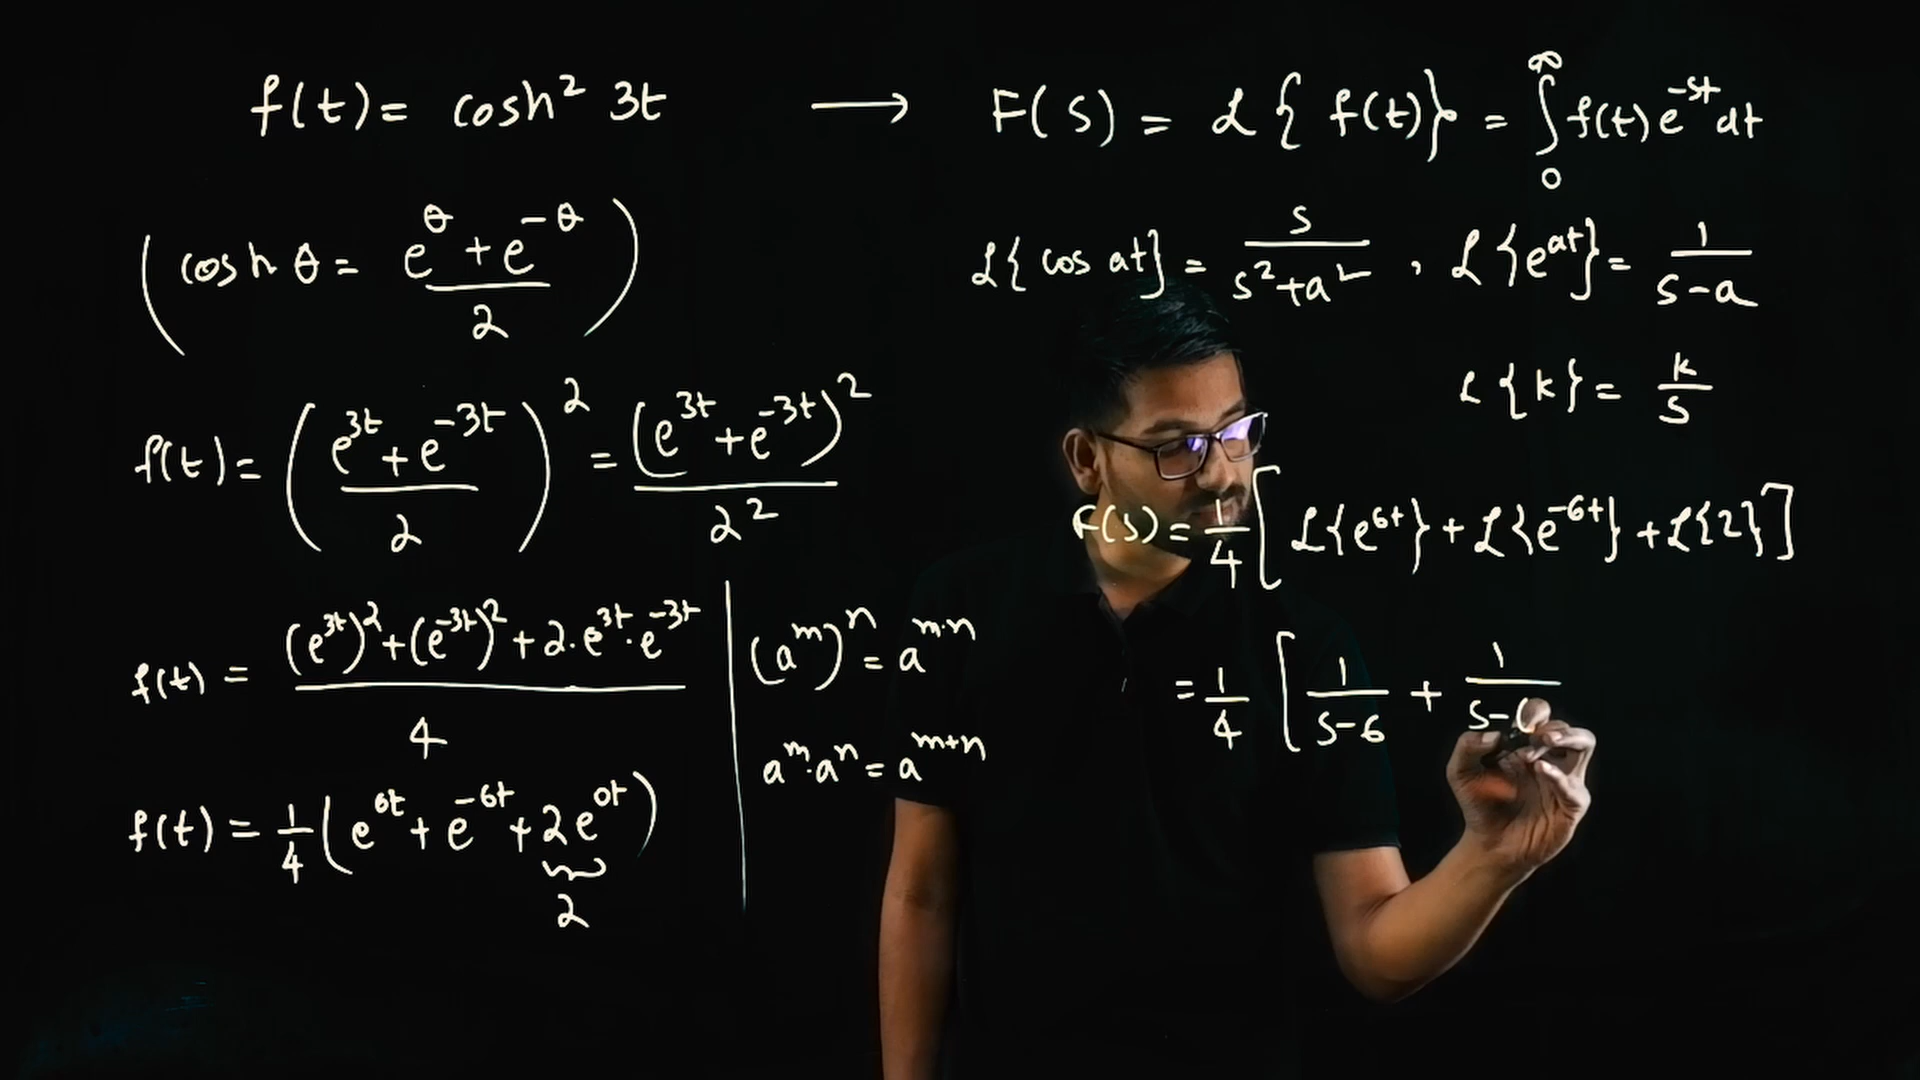 f(t) = cosh² 3t ⟶ F(S) = ℒ{f(t)} = ∫₀^∞ f(t) e^{-st} dt
(cosh θ = (e^θ + e^{-θ})/2)
f(t) = ((e^{3t} + e^{-3t})/2)² = (e^{3t} + e^{-3t})²/2²
f(t) = ((e^{3t})² + (e^{-3t})² + 2·e^{3t}·e^{-3t})/4
f(t) = 1/4 (e^{6t} + e^{-6t} + 2e^{0t})
2
(a^m)^n = a^{m·n}
a^m·a^n = a^{m+n}
ℒ{cos at} = s/(s²+a²) , ℒ{e^{at}} = 1/(s-a)
ℒ{k} = k/s
F(s) = 1/4 [ℒ{e^{6t}} + ℒ{e^{-6t}} + ℒ{2}]
= 1/4 [1/(s-6) + 1/(s-